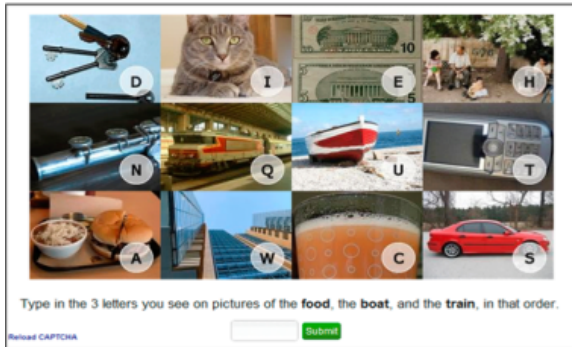 D I E H
10
5
N Q U T
A W C S
Type in the 3 letters you see on pictures of the food, the boat, and the train, in that order.
Reload CAPTCHA
Submit